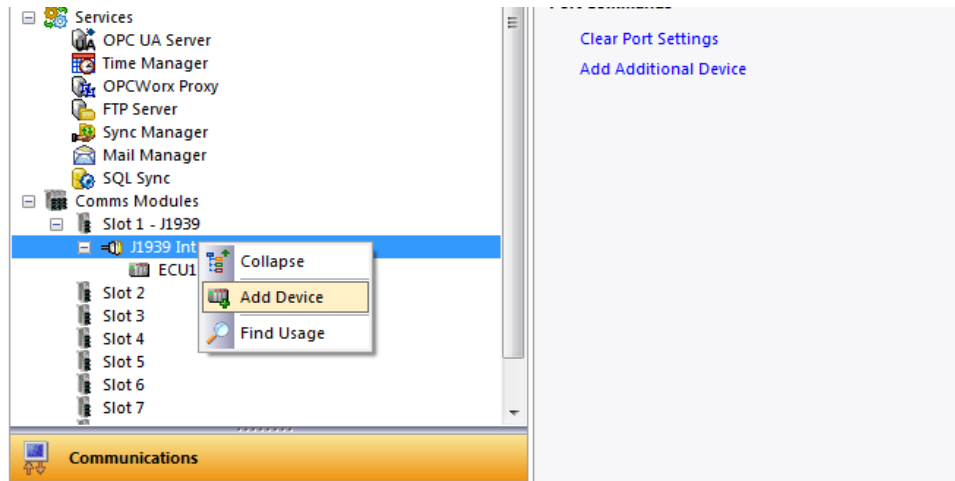 Services
OPC UA Server
Time Manager
OPCWorx Proxy
FTP Server
Sync Manager
Mail Manager
SQL Sync
Comms Modules
Slot 1 - J1939
J1939 Int
ECU1
Slot 2
Slot 3
Slot 4
Slot 5
Slot 6
Slot 7
Collapse
Add Device
Find Usage
Communications
Clear Port Settings
Add Additional Device